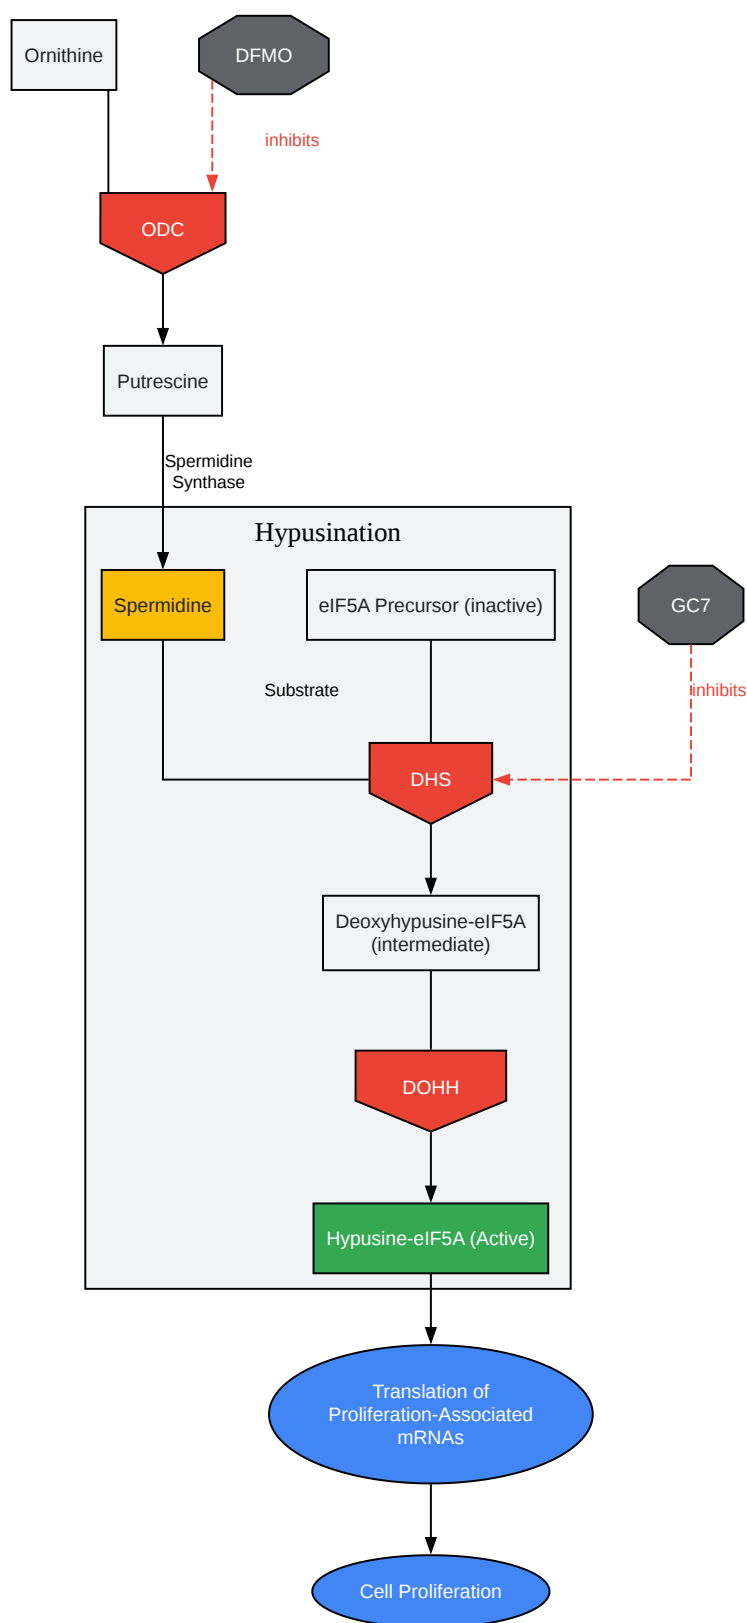 Ornithine
DFMO
inhibits
ODC
Putrescine
Spermidine
Synthase
Hypusination
Spermidine
eIF5A Precursor (inactive)
GC7
Substrate
inhibits
DHS
Deoxyhypusine-eIF5A
(intermediate)
DOHH
Hypusine-eIF5A (Active)
Translation of
Proliferation-Associated
mRNAs
Cell Proliferation